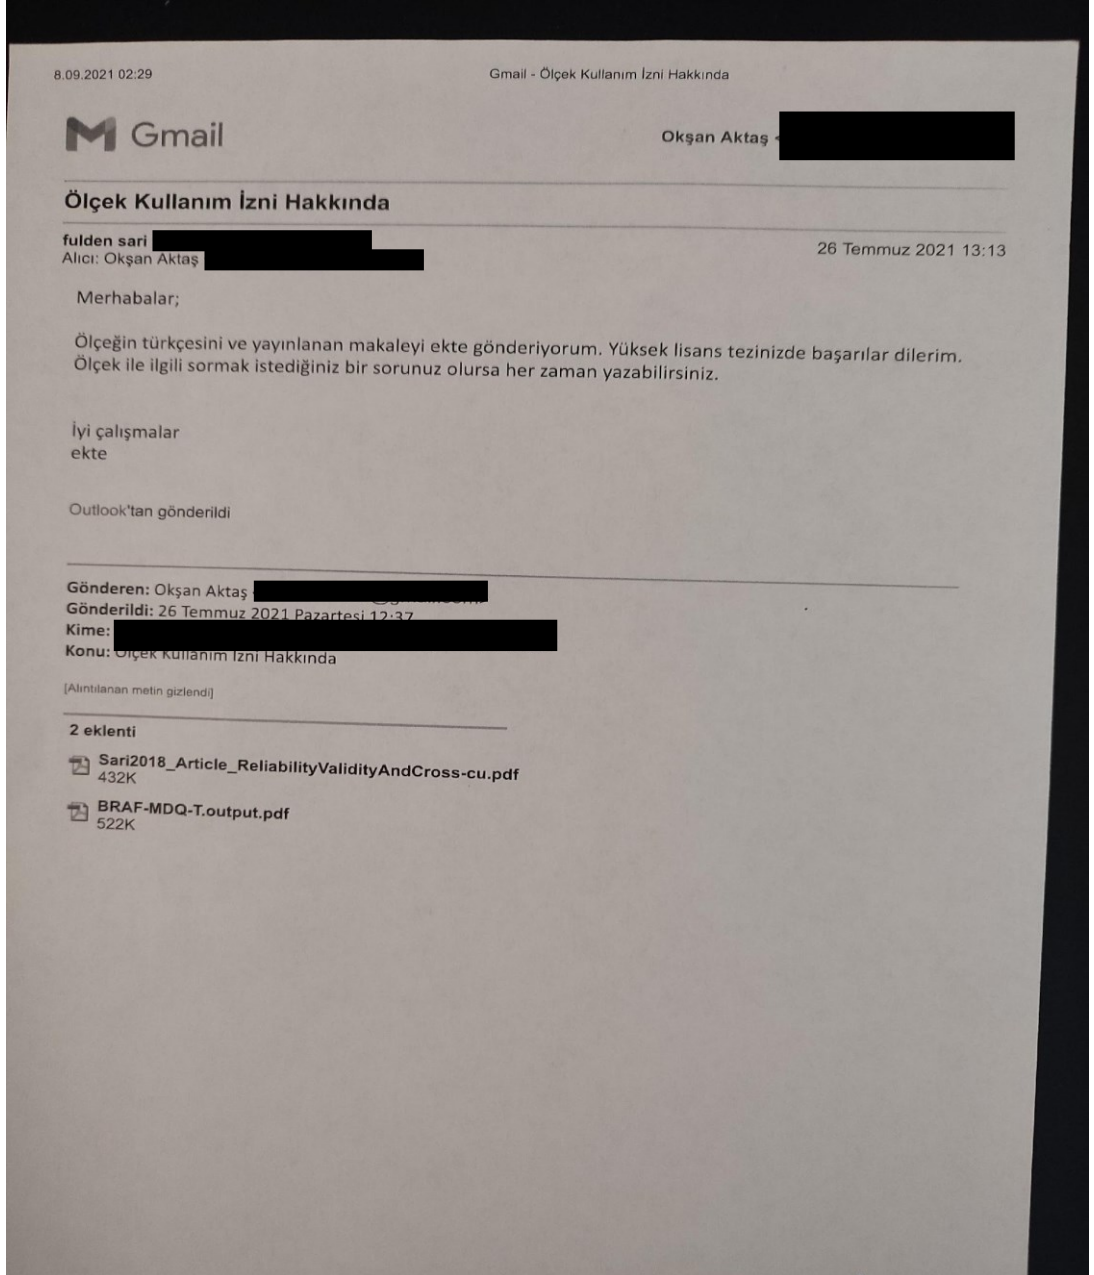 8.09.2021 02:29
Gmail - Ölçek Kullanım İzni Hakkında
Gmail
Okşan Aktaş
Ölçek Kullanım İzni Hakkında
fulden sari
26 Temmuz 2021 13:13
Alıcı: Okşan Aktaş
Merhabalar;
Ölçeğin türkçesini ve yayınlanan makaleyi ekte gönderiyorum. Yüksek lisans tezinizde başarılar dilerim.
Ölçek ile ilgili sormak istediğiniz bir sorunuz olursa her zaman yazabilirsiniz.
İyi çalışmalar
ekte
Outlook'tan gönderildi
Gönderen: Okşan Aktaş
Gönderildi: 26 Temmuz 2021 Pazartesi 12:37
Kime:
Konu: Ölçek Kullanım İzni Hakkında
[Alıntılanan metin gizlendi]
2 eklenti
Sari2018_Article_ReliabilityValidityAndCross-cu.pdf
432K
BRAF-MDQ-T.output.pdf
522K